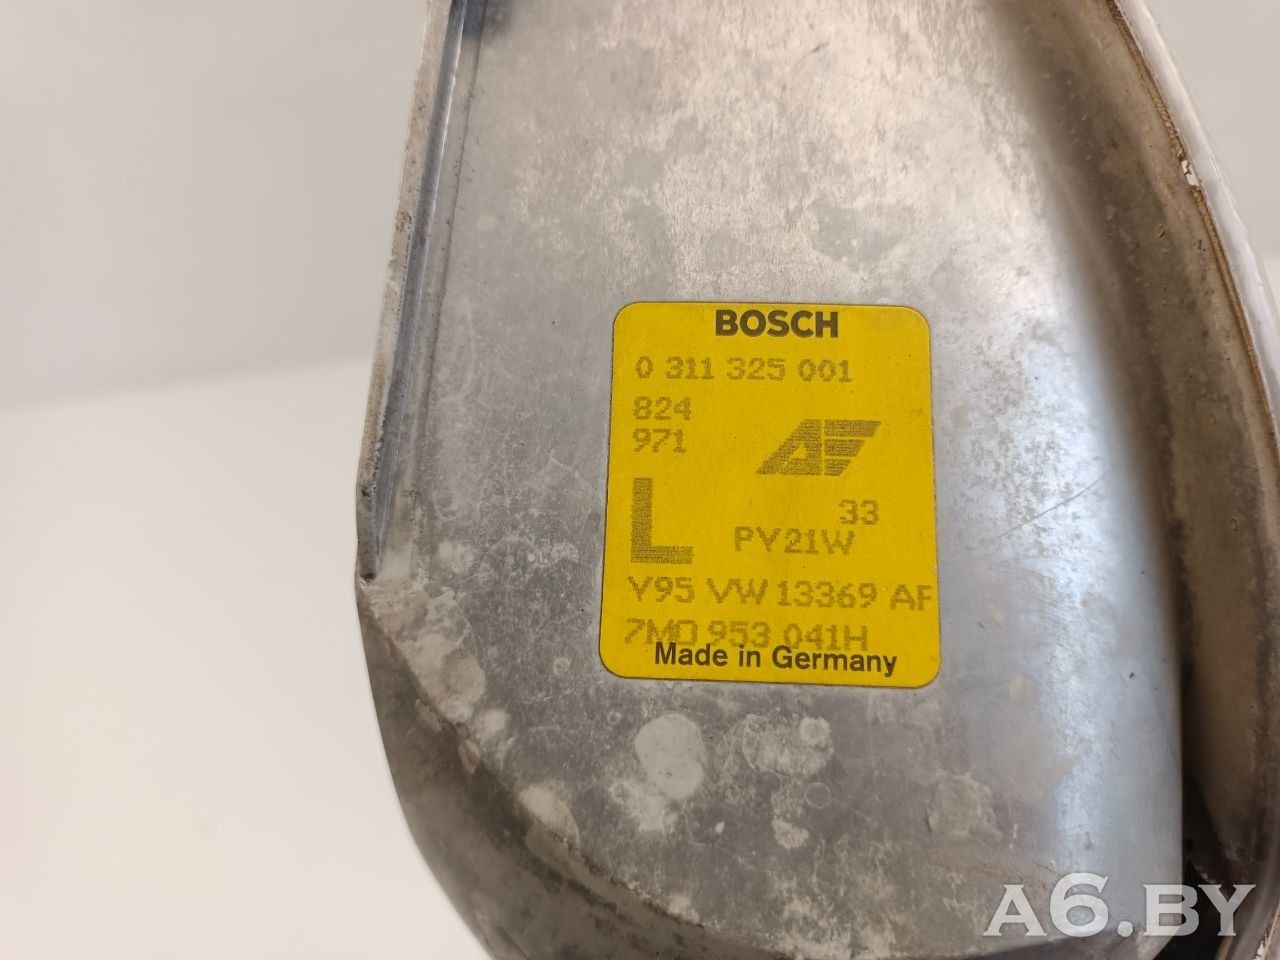 BOSCH
0 311 325 001
824
971
AF
33
L
PY21W
Y95 VW 13369 AF
7M0 953 041H
Made in Germany
A6.BY